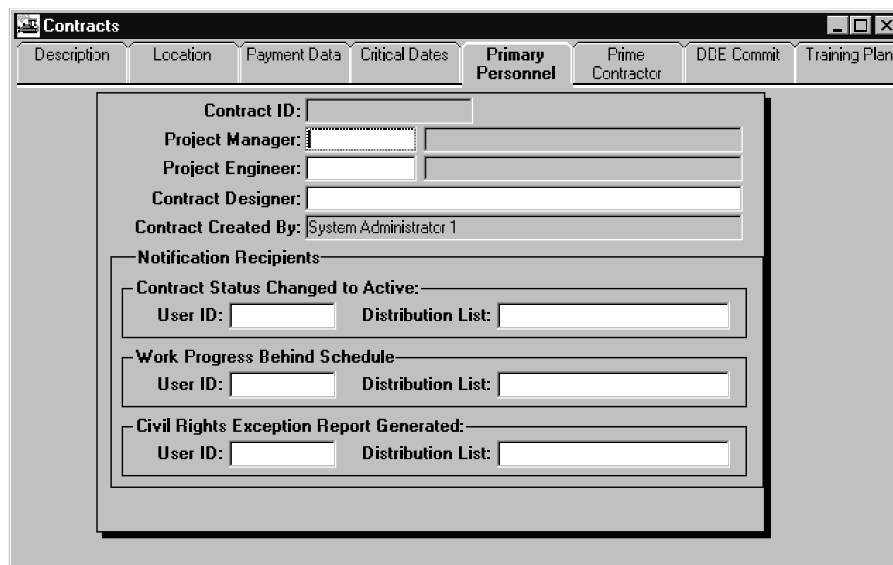 Contracts
Description Location Payment Data Critical Dates Primary Personnel Prime Contractor DDE Commit Training Plan
Contract ID:
Project Manager:
Project Engineer:
Contract Designer:
Contract Created By: System Administrator 1
Notification Recipients
Contract Status Changed to Active:
User ID: Distribution List:
Work Progress Behind Schedule
User ID: Distribution List:
Civil Rights Exception Report Generated:
User ID: Distribution List: